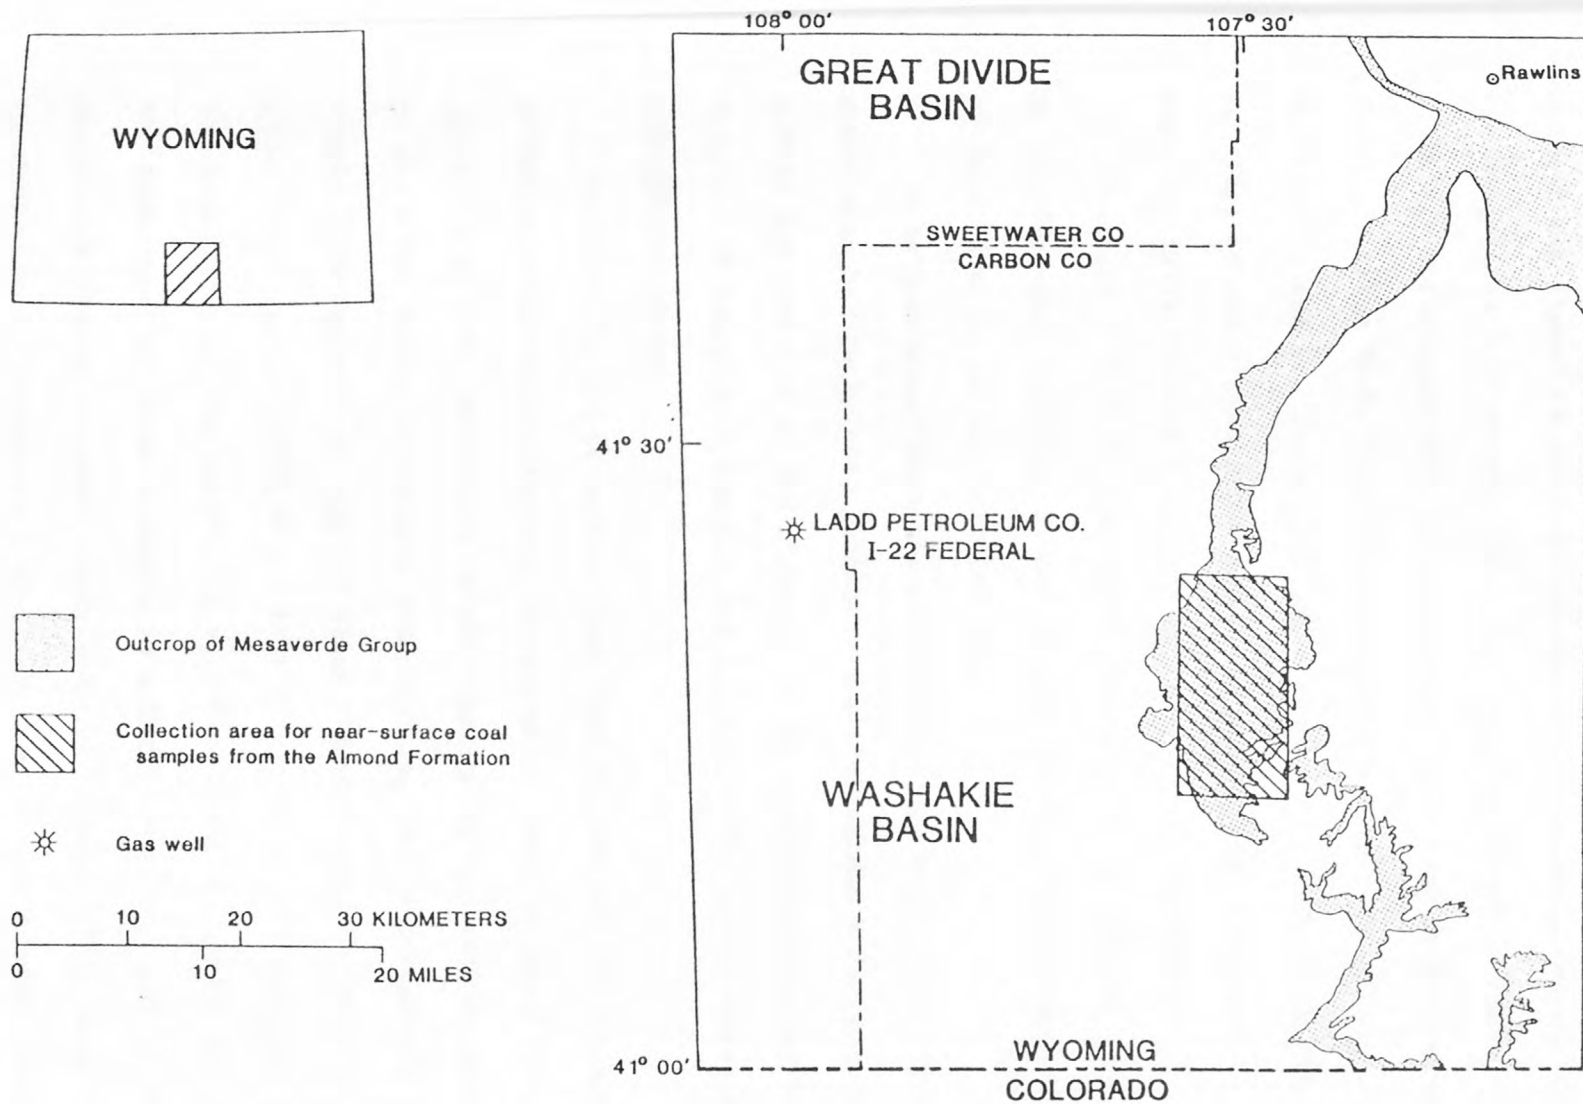 108° 00'
107° 30'
WYOMING
GREAT DIVIDE
BASIN
Rawlins
SWEETWATER CO
CARBON CO
41° 30'
LADD PETROLEUM CO.
I-22 FEDERAL
Outcrop of Mesaverde Group
Collection area for near-surface coal
samples from the Almond Formation
Gas well
WASHAKIE
BASIN
0 10 20 30 KILOMETERS
0 10 20 MILES
41° 00'
WYOMING
COLORADO